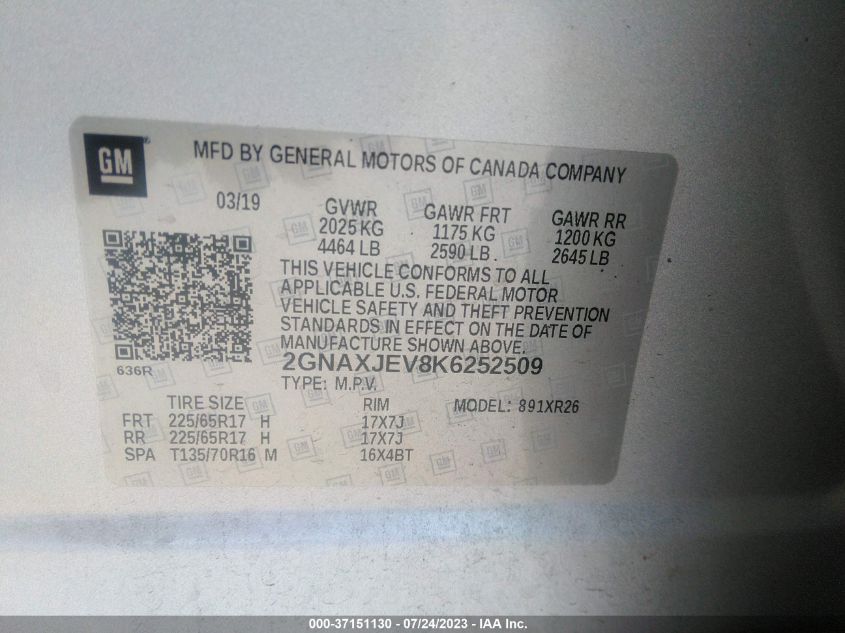 GM
MFD BY GENERAL MOTORS OF CANADA COMPANY
03/19 GVWR GAWR FRT GAWR RR
2025 KG 1175 KG 1200 KG
4464 LB 2590 LB. 2645 LB
THIS VEHICLE CONFORMS TO ALL
APPLICABLE U.S. FEDERAL MOTOR
VEHICLE SAFETY AND THEFT PREVENTION
STANDARDS IN EFFECT ON THE DATE OF
MANUFACTURE SHOWN ABOVE.
636R
2GNAXJEV8K6252509
TYPE: M.P.V.
TIRE SIZE RIM MODEL: 891XR26
FRT 225/65R17 H 17X7J
RR 225/65R17 H 17X7J
SPA T135/70R16 M 16X4BT
000-37151130 - 07/24/2023 - IAA Inc.